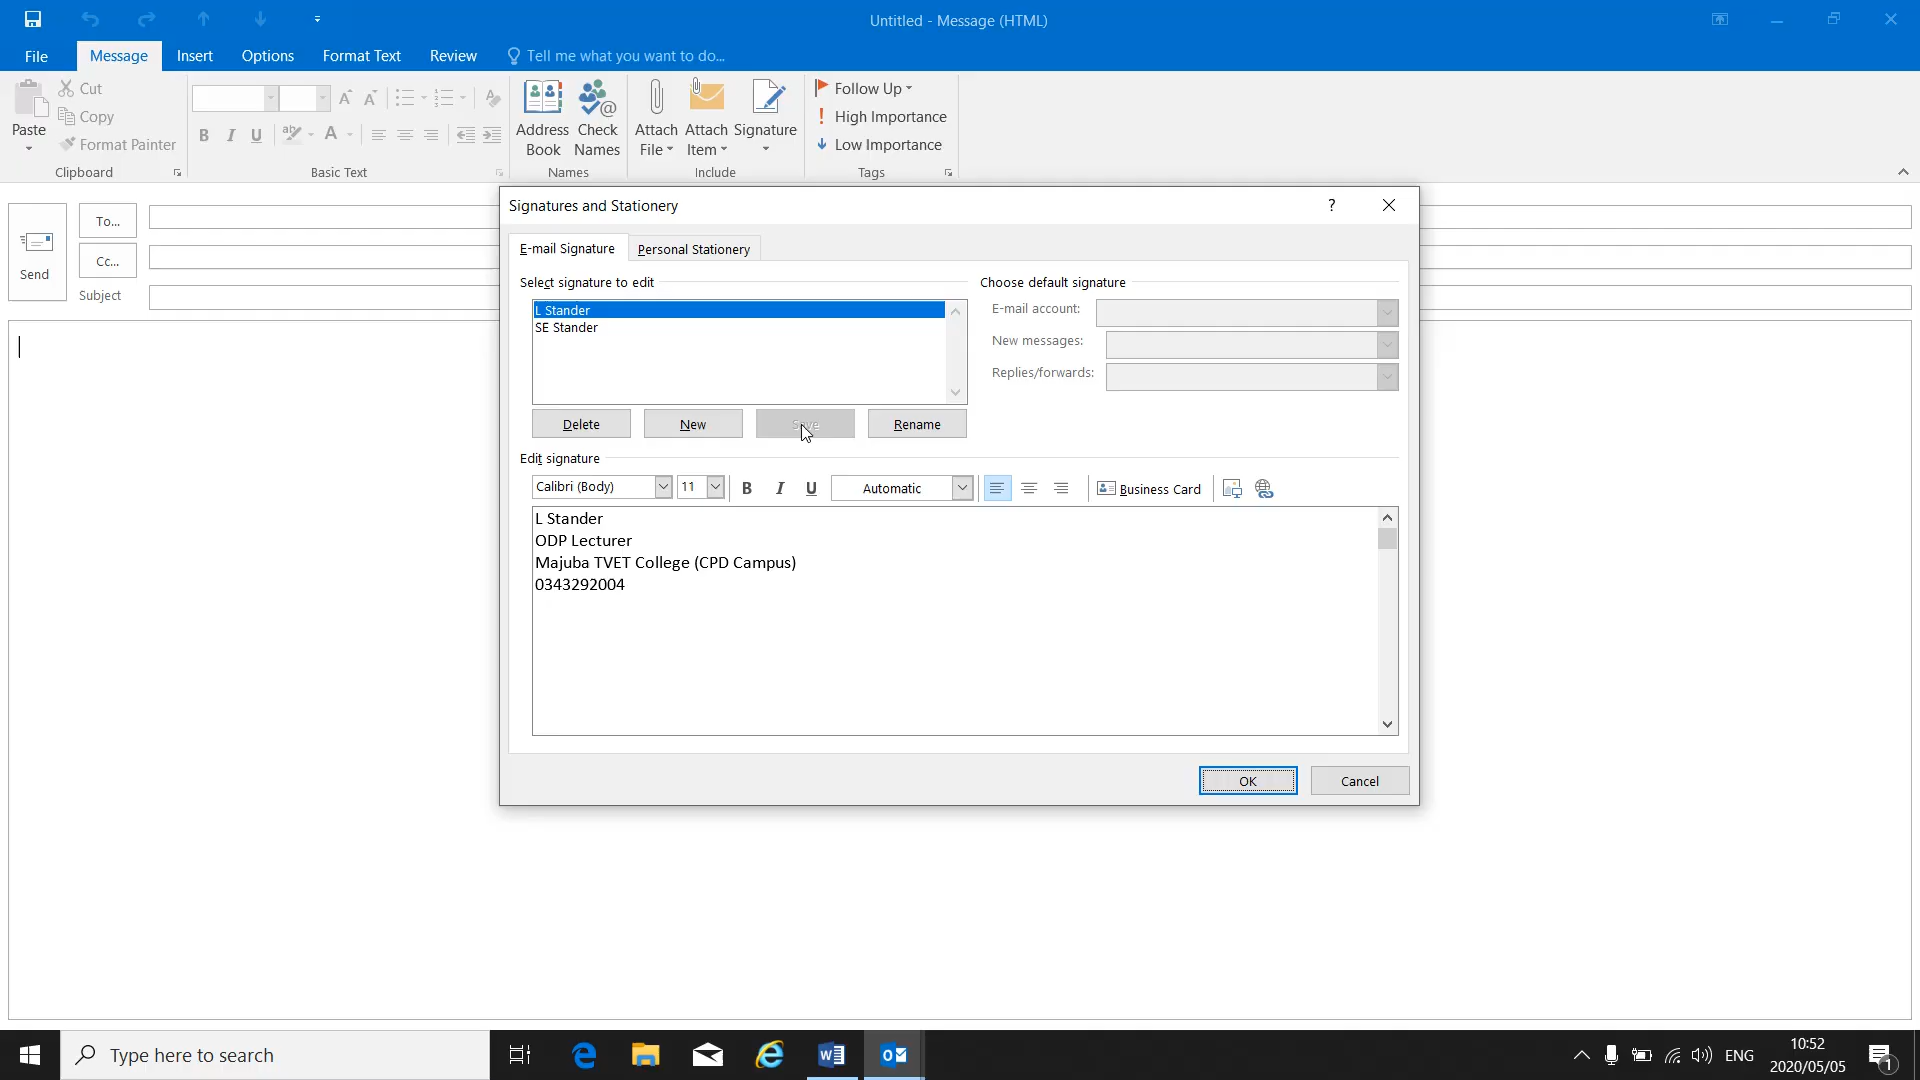 Untitled - Message (HTML)
File Message Insert Options Format Text Review Tell me what you want to do...
Cut
Copy
Format Painter
Paste
Clipboard
B I U
Basic Text
Address Book
Check Names
Names
Attach File
Attach Item
Signature
Include
Follow Up
High Importance
Low Importance
Tags
Send
To...
Cc...
Subject
Signatures and Stationery
?
E-mail Signature Personal Stationery
Select signature to edit
L Stander
SE Stander
Delete New Save Rename
Choose default signature
E-mail account:
New messages:
Replies/forwards:
Edit signature
Calibri (Body) 11 B I U Automatic Business Card
L Stander
ODP Lecturer
Majuba TVET College (CPD Campus)
0343292004
OK Cancel
Type here to search
ENG
10:52
2020/05/05
1